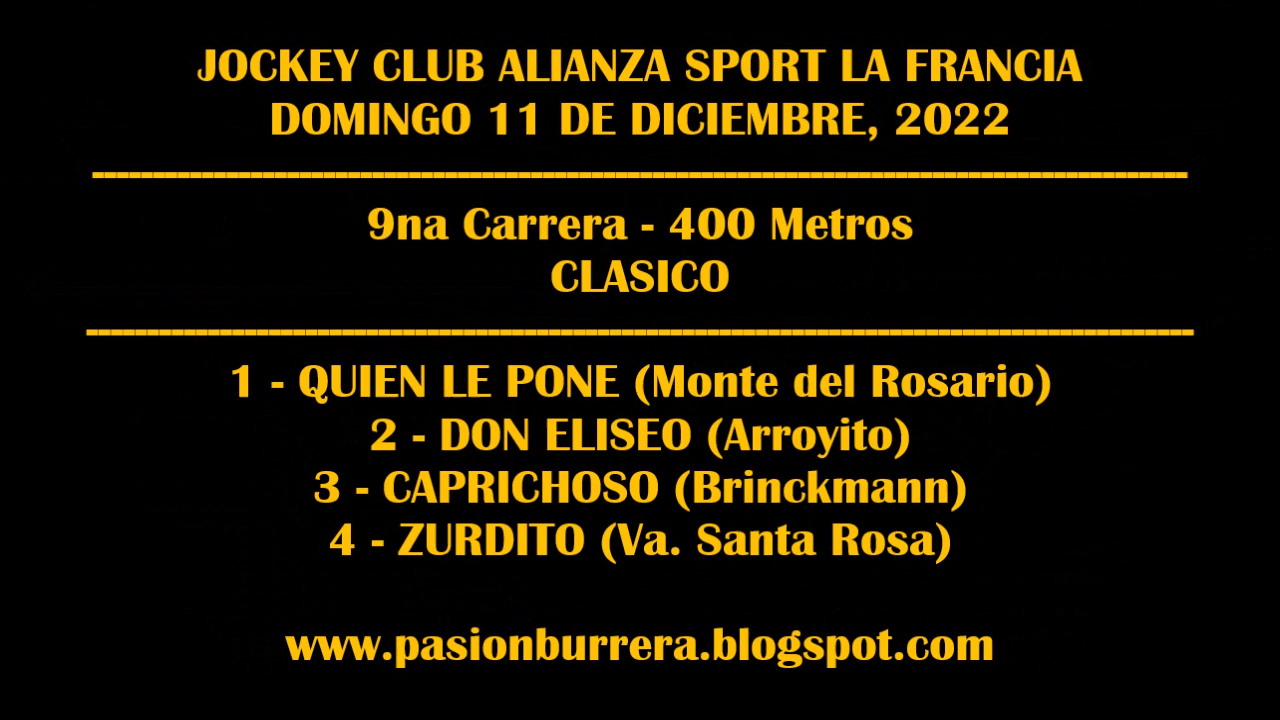 JOCKEY CLUB ALIANZA SPORT LA FRANCIA
DOMINGO 11 DE DICIEMBRE, 2022
9na Carrera - 400 Metros
CLASICO
1 - QUIEN LE PONE (Monte del Rosario)
2 - DON ELISEO (Arroyito)
3 - CAPRICHOSO (Brinckmann)
4 - ZURDITO (Va. Santa Rosa)
www.pasionburrera.blogspot.com